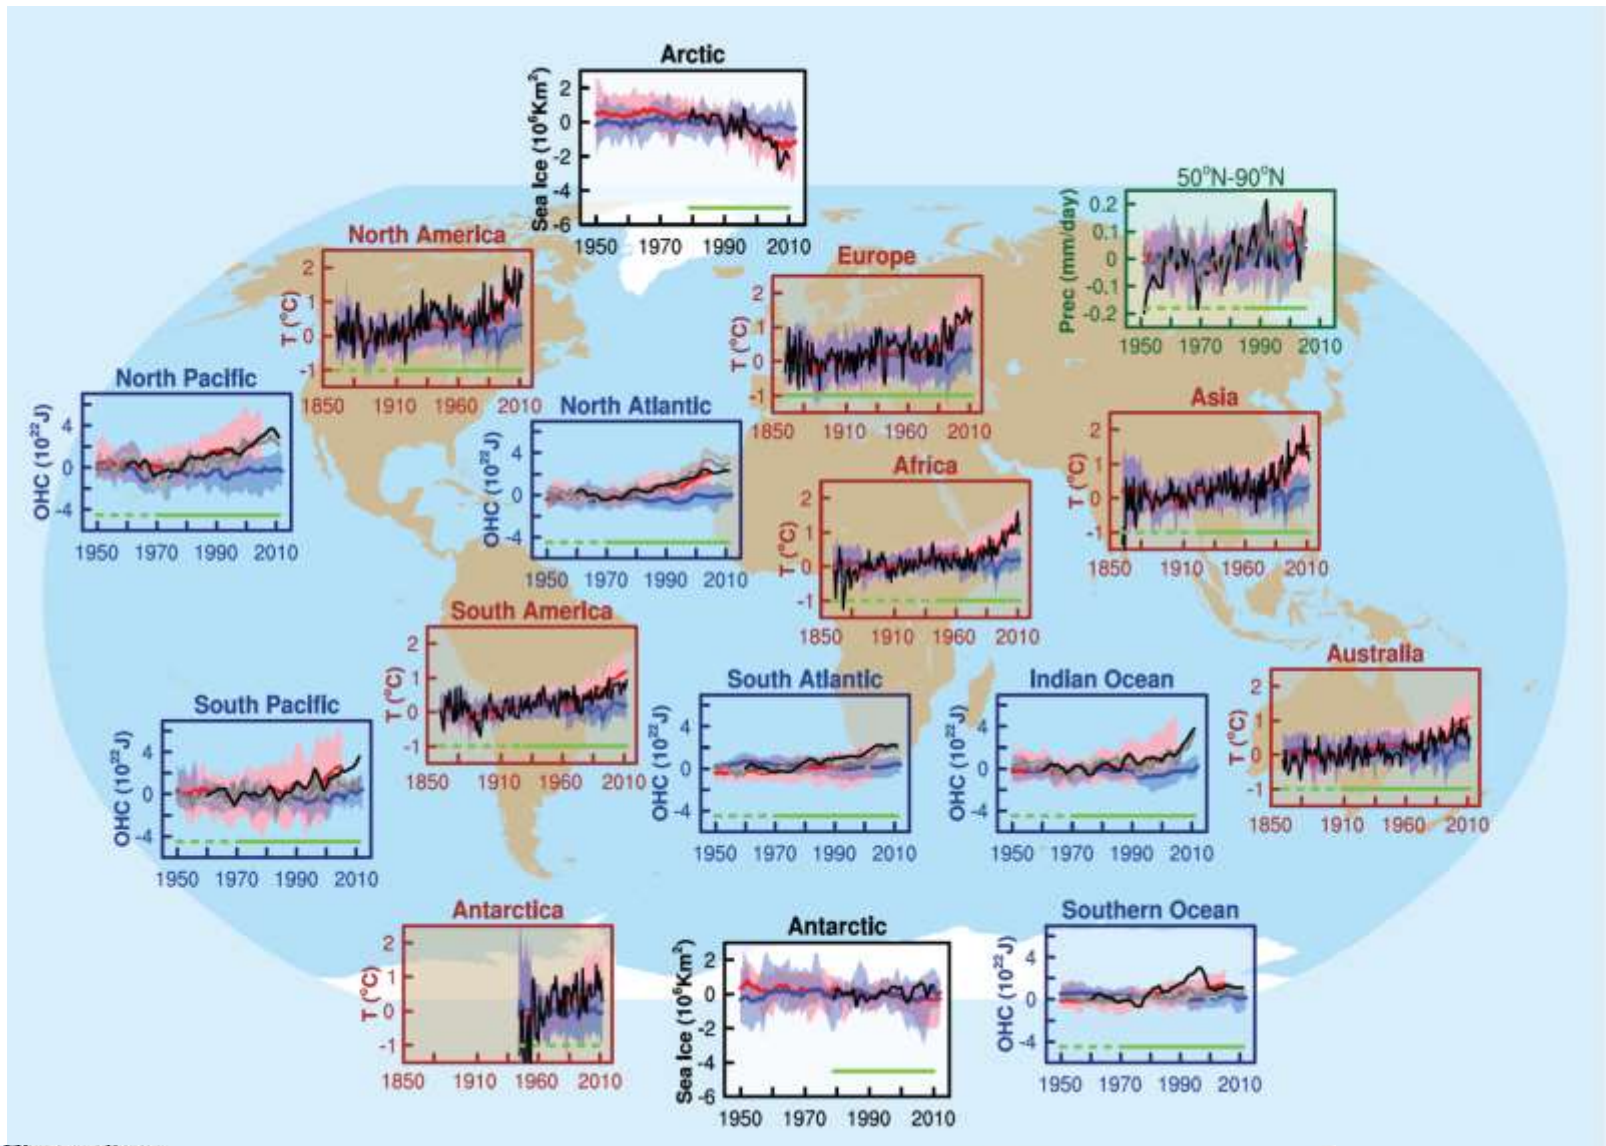 Arctic
Sea Ice (10⁶Km²)
2
0
-2
-4
-6
1950 1970 1990 2010
50°N-90°N
Prec (mm/day)
0.2
0.1
0
-0.1
-0.2
1950 1970 1990 2010
North America
T (°C)
2
1
0
-1
1850 1910 1960 2010
Europe
T (°C)
2
1
0
-1
1850 1910 1960 2010
North Pacific
OHC (10²²J)
4
0
-4
1950 1970 1990 2010
North Atlantic
OHC (10²²J)
4
0
-4
1950 1970 1990 2010
Asia
T (°C)
2
1
0
-1
1850 1910 1960 2010
Africa
T (°C)
2
1
0
-1
1850 1910 1960 2010
South America
T (°C)
2
1
0
-1
1850 1910 1960 2010
South Pacific
OHC (10²²J)
4
0
-4
1950 1970 1990 2010
South Atlantic
OHC (10²²J)
4
0
-4
1950 1970 1990 2010
Indian Ocean
OHC (10²²J)
4
0
-4
1950 1970 1990 2010
Australia
T (°C)
2
1
0
-1
1850 1910 1960 2010
Antarctica
T (°C)
2
1
0
-1
1850 1910 1960 2010
Antarctic
Sea Ice (10⁶Km²)
2
0
-2
-4
-6
1950 1970 1990 2010
Southern Ocean
OHC (10²²J)
4
0
-4
1950 1970 1990 2010